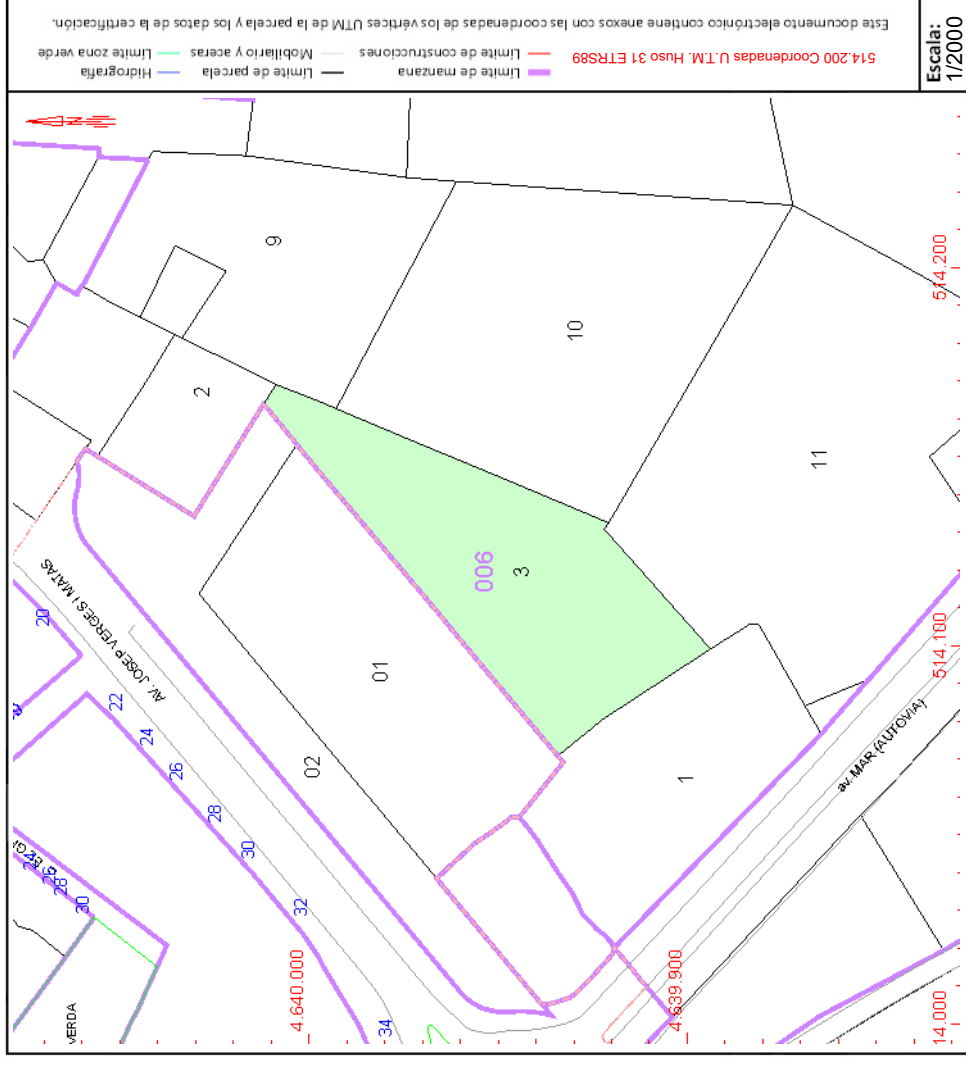 Este documento electrónico contiene anexos con las coordenadas de los vértices UTM de la parcela y los datos de la certificación.
514.200 Coordenadas U.T.M. Huso 31 ETRS89
Límite de manzana
Límite de construcciones
Límite de parcela
Mobiliario y aceras
Hidrografía
Límite zona verde
Escala:
1/2000
N
9
2
10
11
006
3
01
02
1
AV. JOSEP VERGES I MATAS
20
22
24
26
28
30
32
34
26
28
30
VERDA
av. MAR (AUTOVIA)
4.640.000
4.639.900
514.200
514.100
14.000